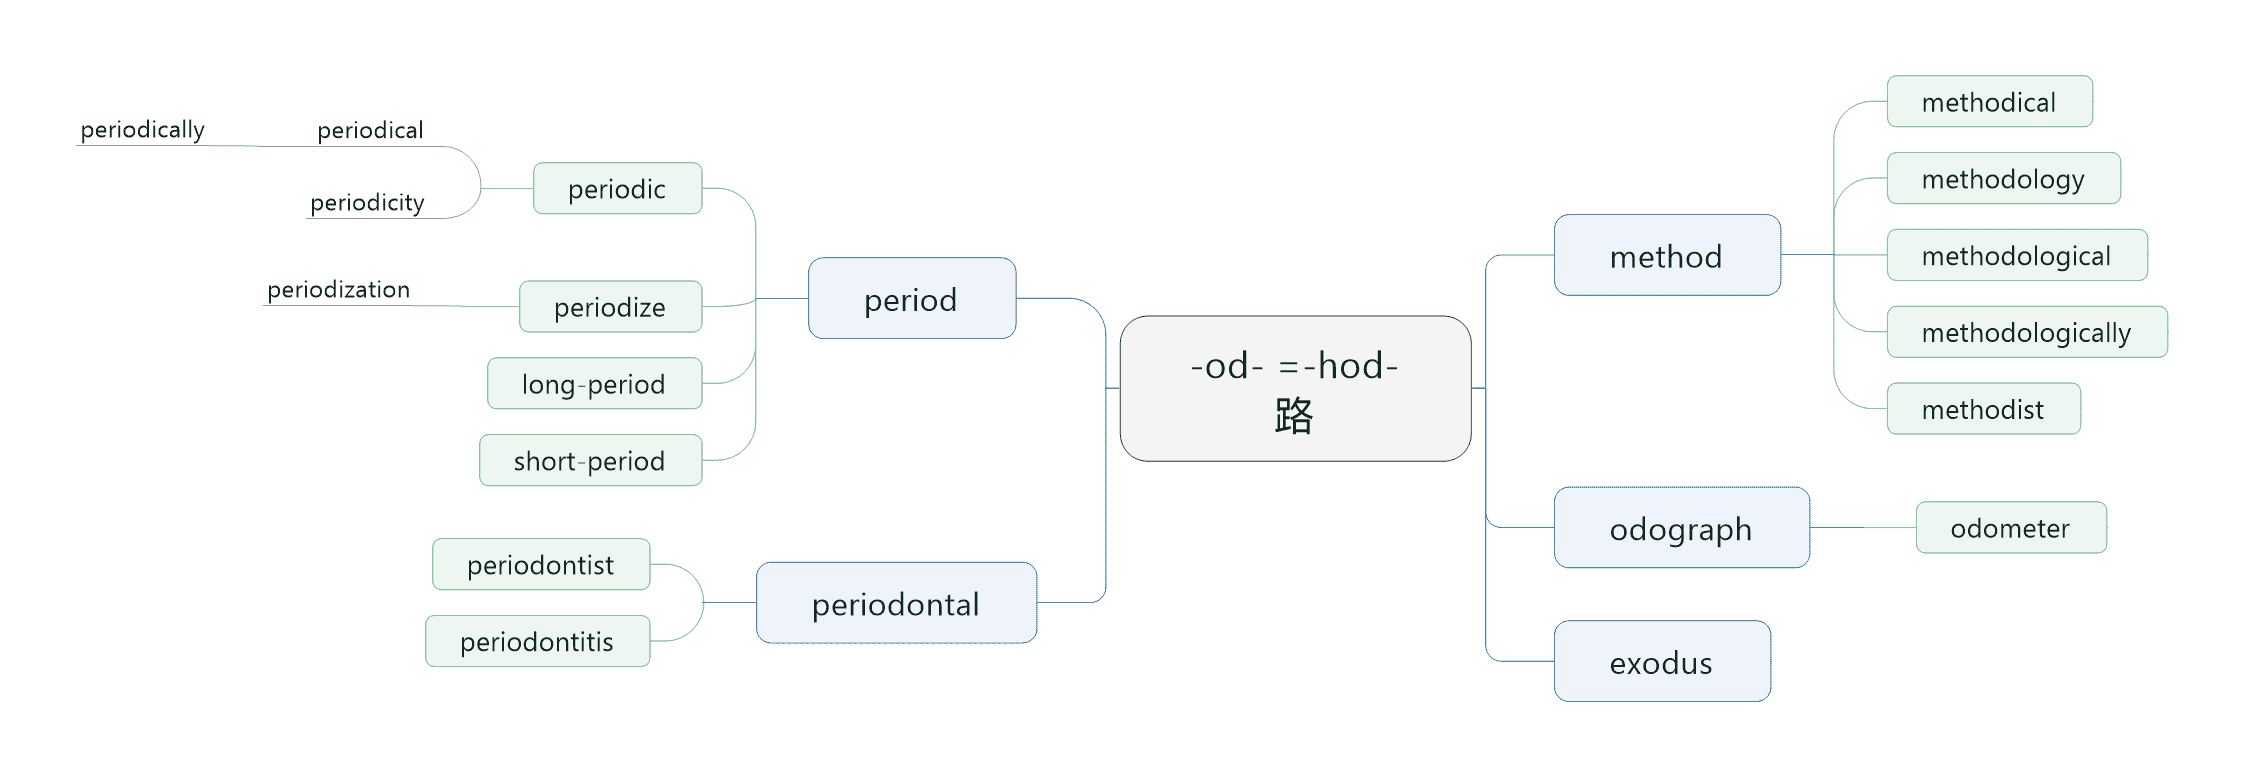 -od- =-hod-
路
method
methodical
methodology
methodological
methodologically
methodist
odograph
odometer
exodus
period
periodic
periodical
periodically
periodicity
periodize
periodization
long-period
short-period
periodontal
periodontist
periodontitis